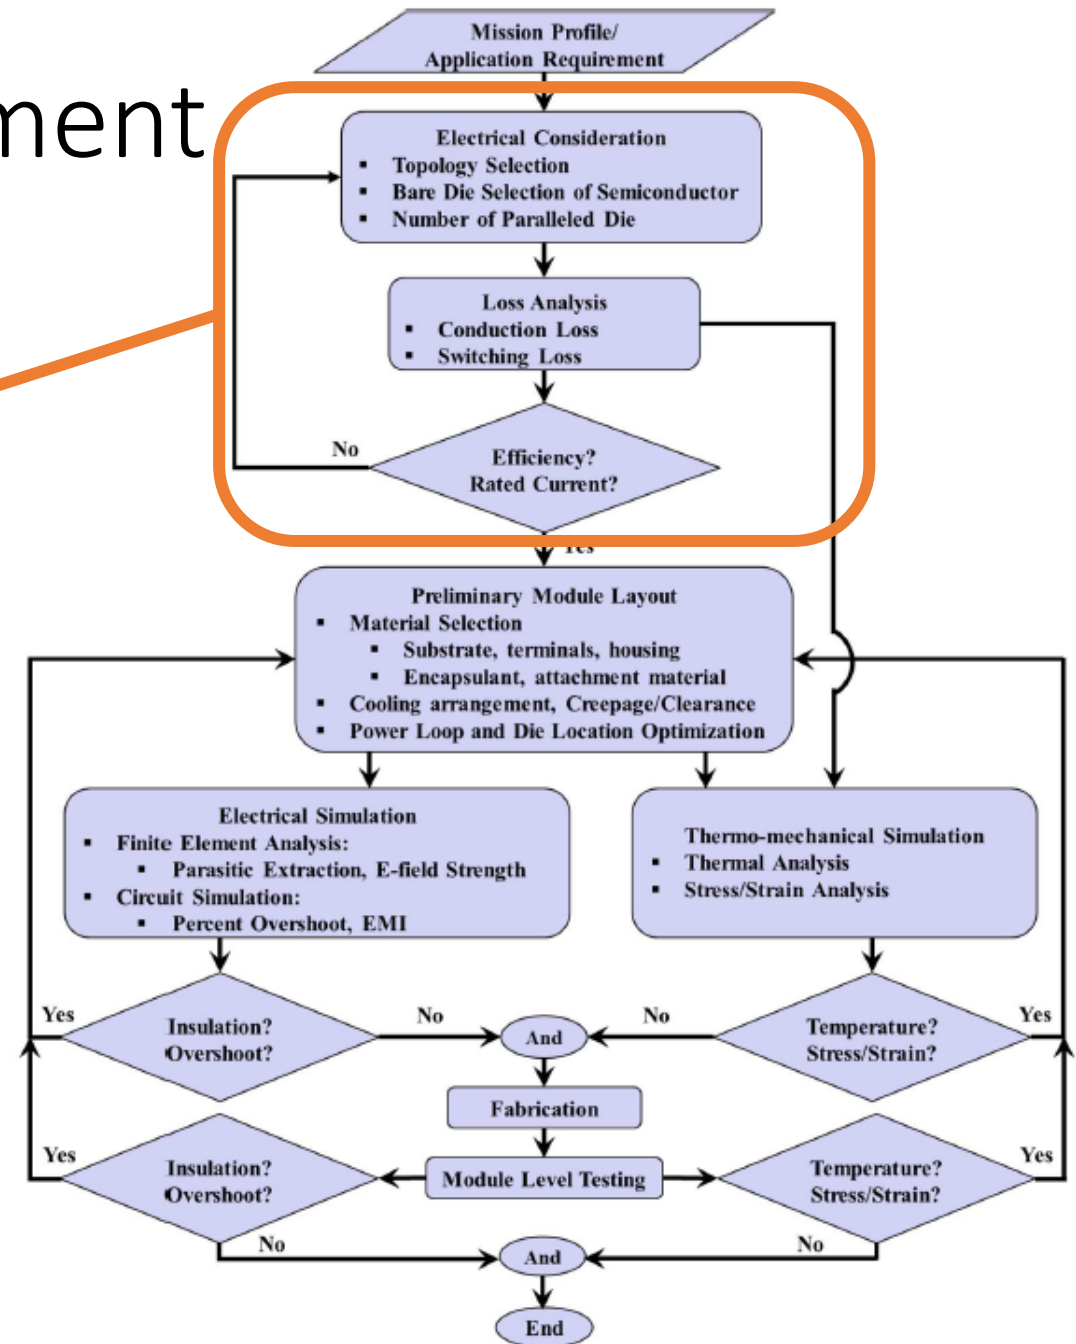 Mission Profile/
Application Requirement
ment
Electrical Consideration
▪ Topology Selection
▪ Bare Die Selection of Semiconductor
▪ Number of Paralleled Die
Loss Analysis
▪ Conduction Loss
▪ Switching Loss
Efficiency?
Rated Current?
No
Yes
Preliminary Module Layout
▪ Material Selection
▪ Substrate, terminals, housing
▪ Encapsulant, attachment material
▪ Cooling arrangement, Creepage/Clearance
▪ Power Loop and Die Location Optimization
Electrical Simulation
▪ Finite Element Analysis:
▪ Parasitic Extraction, E-field Strength
▪ Circuit Simulation:
▪ Percent Overshoot, EMI
Thermo-mechanical Simulation
▪ Thermal Analysis
▪ Stress/Strain Analysis
Yes
Insulation?
Overshoot?
No
And
No
Temperature?
Stress/Strain?
Yes
Fabrication
Yes
Insulation?
Overshoot?
Module Level Testing
Temperature?
Stress/Strain?
Yes
No
And
No
End